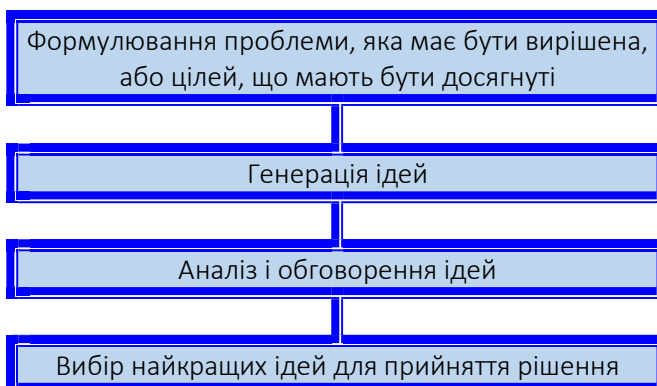 Формулювання проблеми, яка має бути вирішена,
або цілей, що мають бути досягнуті
Генерація ідей
Аналіз і обговорення ідей
Вибір найкращих ідей для прийняття рішення